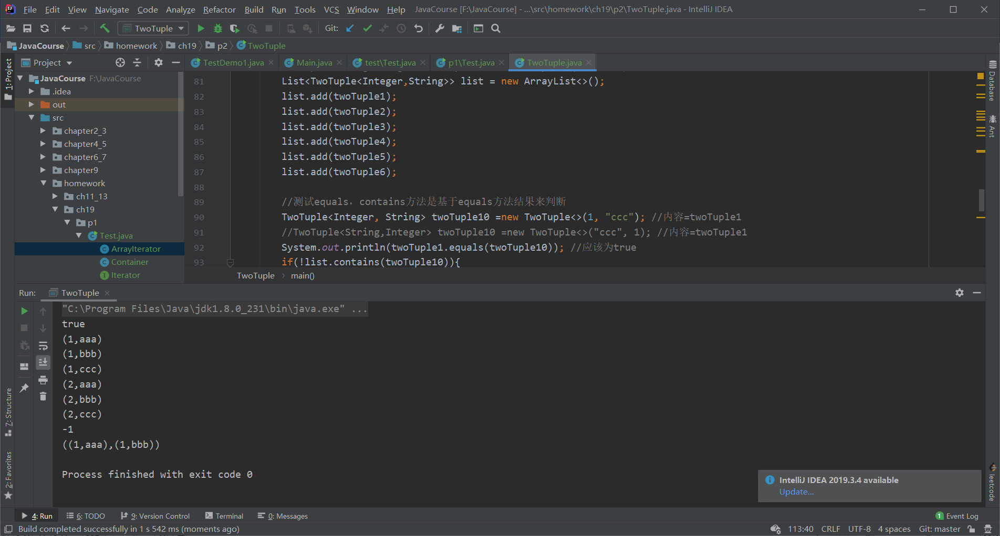 File Edit View Navigate Code Analyze Refactor Build Run Tools VCS Window Help JavaCourse [F:\JavaCourse] - ...\src\homework\ch19\p2\TwoTuple.java - IntelliJ IDEA
TwoTuple Git:
JavaCourse src homework ch19 p2 TwoTuple
Project TestDemo1.java Main.java test\Test.java p1\Test.java TwoTuple.java
1: Project
JavaCourse F:\JavaCourse
.idea
out
src
chapter2_3
chapter4_5
chapter6_7
chapter9
homework
ch11_13
ch19
p1
Test.java
ArrayIterator
Container
Iterator
81 List<TwoTuple<Integer,String>> list = new ArrayList<>();
82 list.add(twoTuple1);
83 list.add(twoTuple2);
84 list.add(twoTuple3);
85 list.add(twoTuple4);
86 list.add(twoTuple5);
87 list.add(twoTuple6);
88
89 //测试equals，contains方法是基于equals方法结果来判断
90 TwoTuple<Integer, String> twoTuple10 =new TwoTuple<>(1, "ccc"); //内容=twoTuple1
91 //TwoTuple<String,Integer> twoTuple10 =new TwoTuple<>("ccc", 1); //内容=twoTuple1
92 System.out.println(twoTuple1.equals(twoTuple10)); //应该为true
93 if(!list.contains(twoTuple10)){
TwoTuple main()
Database
Ant
leetcode
Run: TwoTuple
"C:\Program Files\Java\jdk1.8.0_231\bin\java.exe" ...
true
(1,aaa)
(1,bbb)
(1,ccc)
(2,aaa)
(2,bbb)
(2,ccc)
-1
((1,aaa),(1,bbb))
Process finished with exit code 0
7: Structure
2: Favorites
IntelliJ IDEA 2019.3.4 available
Update...
4: Run 6: TODO 9: Version Control Terminal 0: Messages 1 Event Log
Build completed successfully in 1 s 542 ms (moments ago) 113:40 CRLF UTF-8 4 spaces Git: master